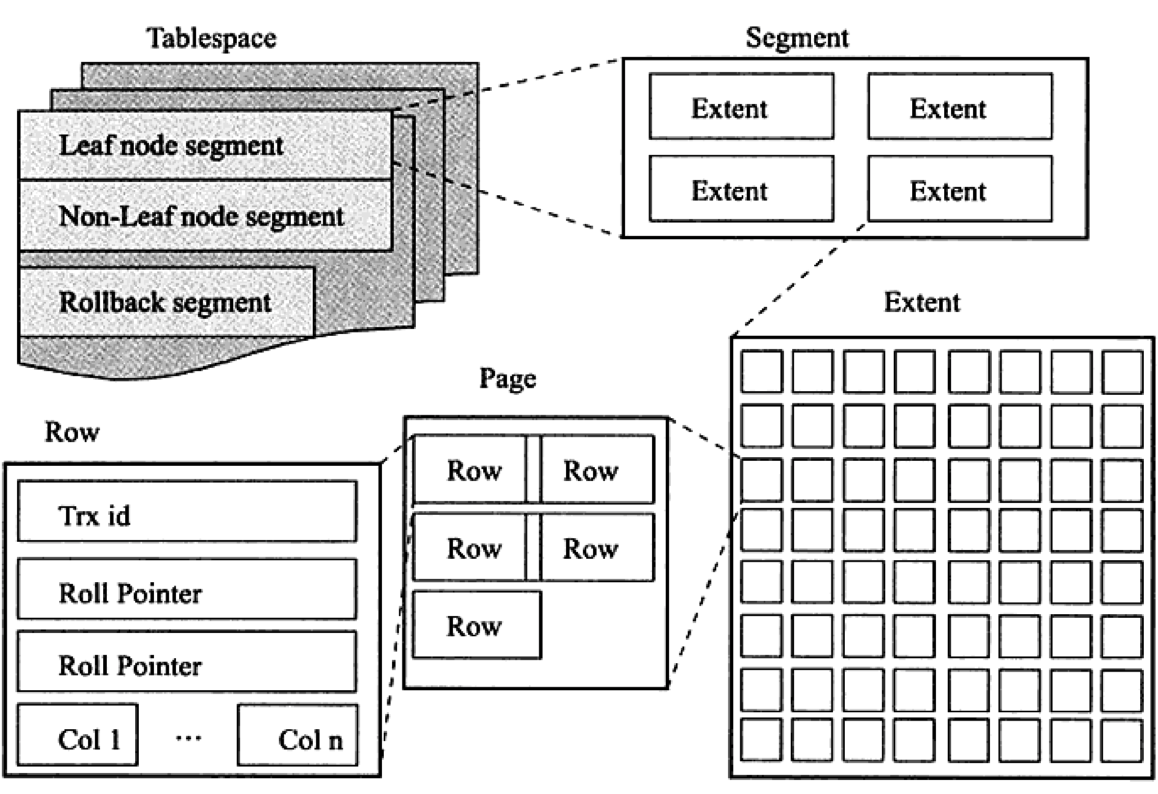 Tablespace
Leaf node segment
Non-Leaf node segment
Rollback segment
Segment
Extent
Extent
Extent
Extent
Extent
Page
Row
Row
Row
Row
Row
Row
Trx id
Roll Pointer
Roll Pointer
Col 1
...
Col n